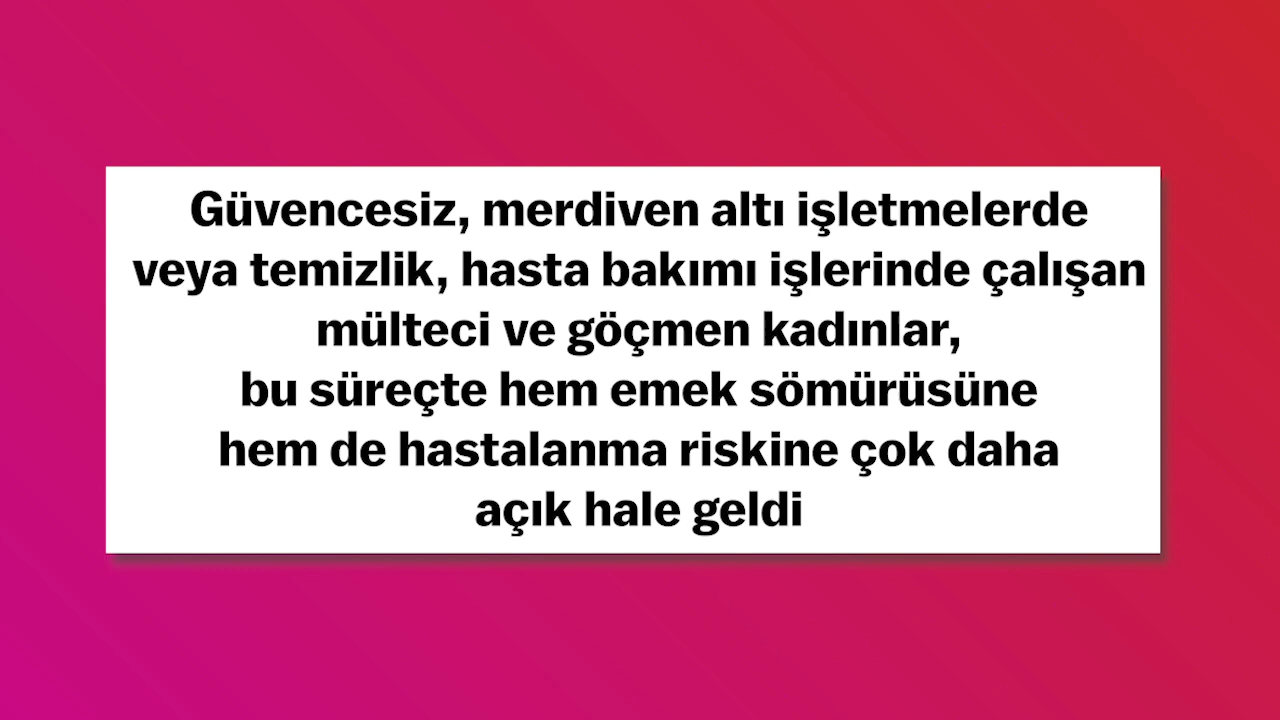 Güvencesiz, merdiven altı işletmelerde
veya temizlik, hasta bakımı işlerinde çalışan
mülteci ve göçmen kadınlar,
bu süreçte hem emek sömürüsüne
hem de hastalanma riskine çok daha
açık hale geldi